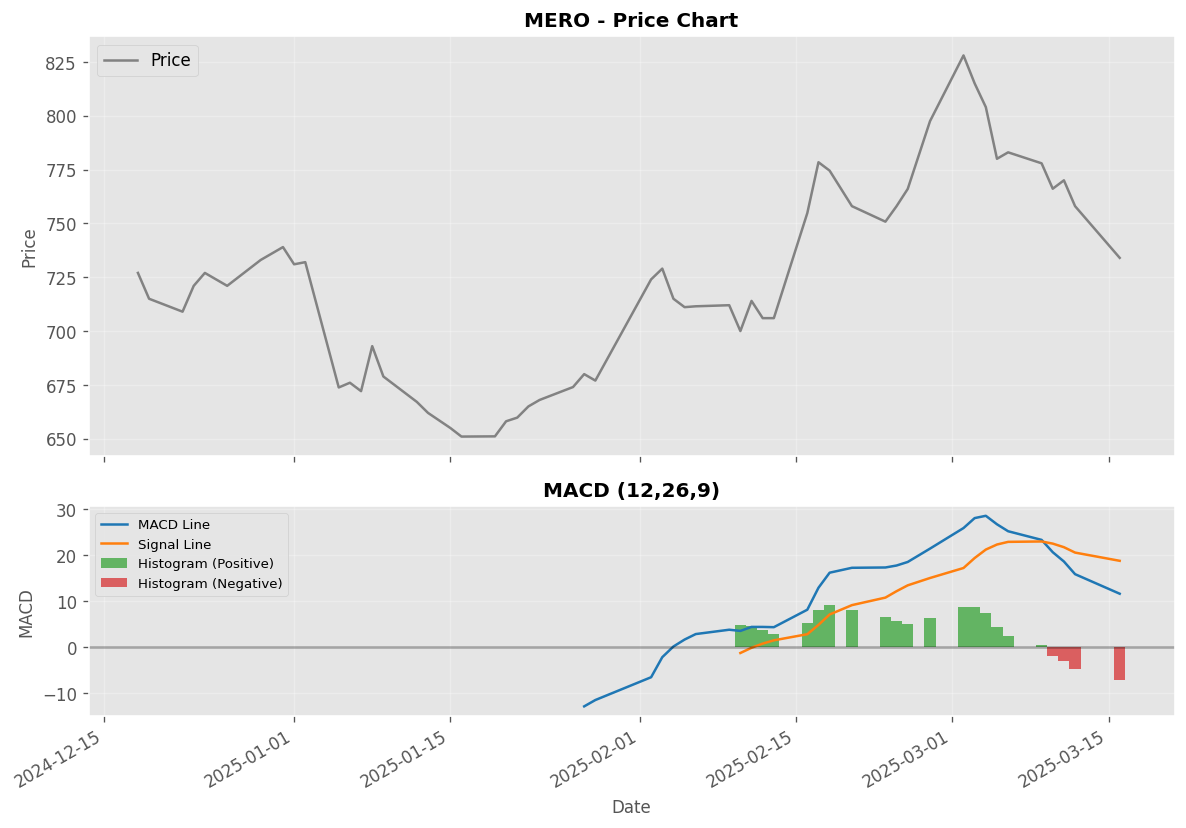 MERO - Price Chart
Price
825
800
775
750
725
700
675
650
Price
MACD (12,26,9)
MACD Line
Signal Line
Histogram (Positive)
Histogram (Negative)
30
20
10
0
−10
MACD
2024-12-15
2025-01-01
2025-01-15
2025-02-01
2025-02-15
2025-03-01
2025-03-15
Date